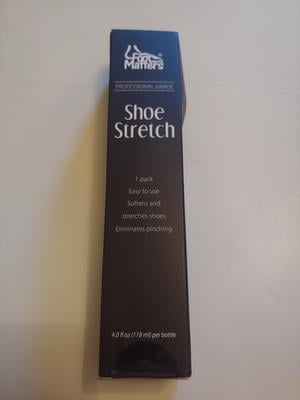 Foot
Matters
PROFESSIONAL GRADE
Shoe
Stretch
1 pack
Easy to use
Softens and
stretches shoes
Eliminates pinching
4.0 fl oz (118 ml) per bottle